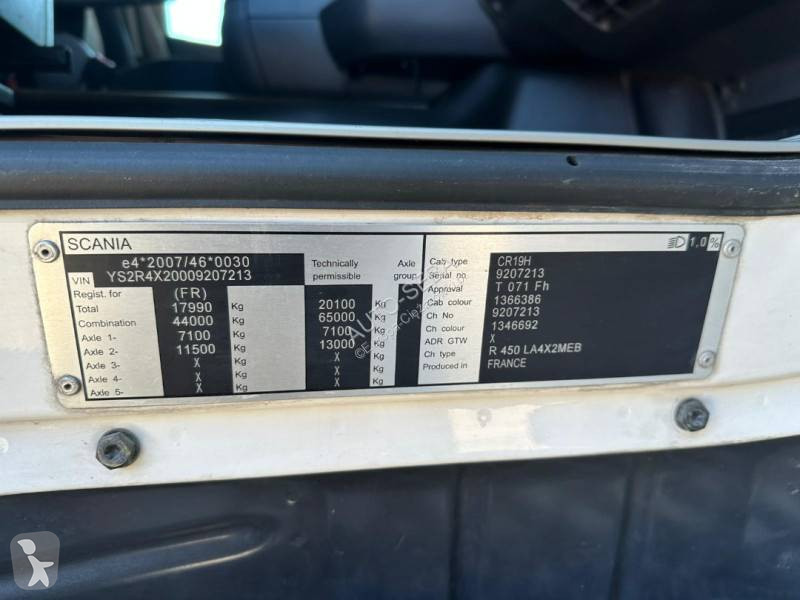 SCANIA
1,0%
e4*2007/46*0030
VIN YS2R4X20009207213
Technically permissible
Axle group
Regist. for (FR)
Total 17990 Kg 20100 Kg
Combination 44000 Kg 65000 Kg
Axle 1- 7100 Kg 7100 Kg
Axle 2- 11500 Kg 13000 Kg
Axle 3- X Kg X Kg
Axle 4- X Kg X Kg
Axle 5- X Kg X Kg
Cab type CR19H
Serial no 9207213
Approval T 071 Fh
Cab colour 1366386
Ch No 9207213
Ch colour 1346692
ADR GTW X
Ch type R 450 LA4X2MEB
Produced in FRANCE